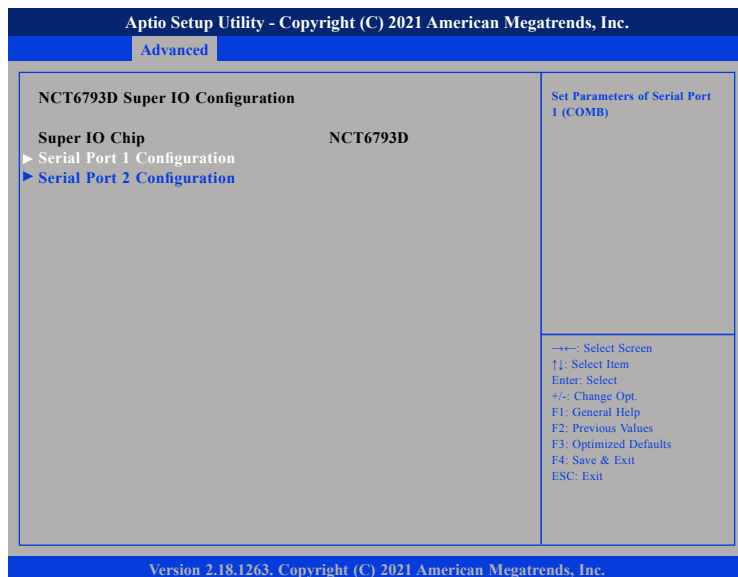 Aptio Setup Utility - Copyright (C) 2021 American Megatrends, Inc.
Advanced
NCT6793D Super IO Configuration
Super IO Chip NCT6793D
▶ Serial Port 1 Configuration
▶ Serial Port 2 Configuration
Set Parameters of Serial Port
1 (COMB)
→←: Select Screen
↑↓: Select Item
Enter: Select
+/-: Change Opt.
F1: General Help
F2: Previous Values
F3: Optimized Defaults
F4: Save & Exit
ESC: Exit
Version 2.18.1263. Copyright (C) 2021 American Megatrends, Inc.